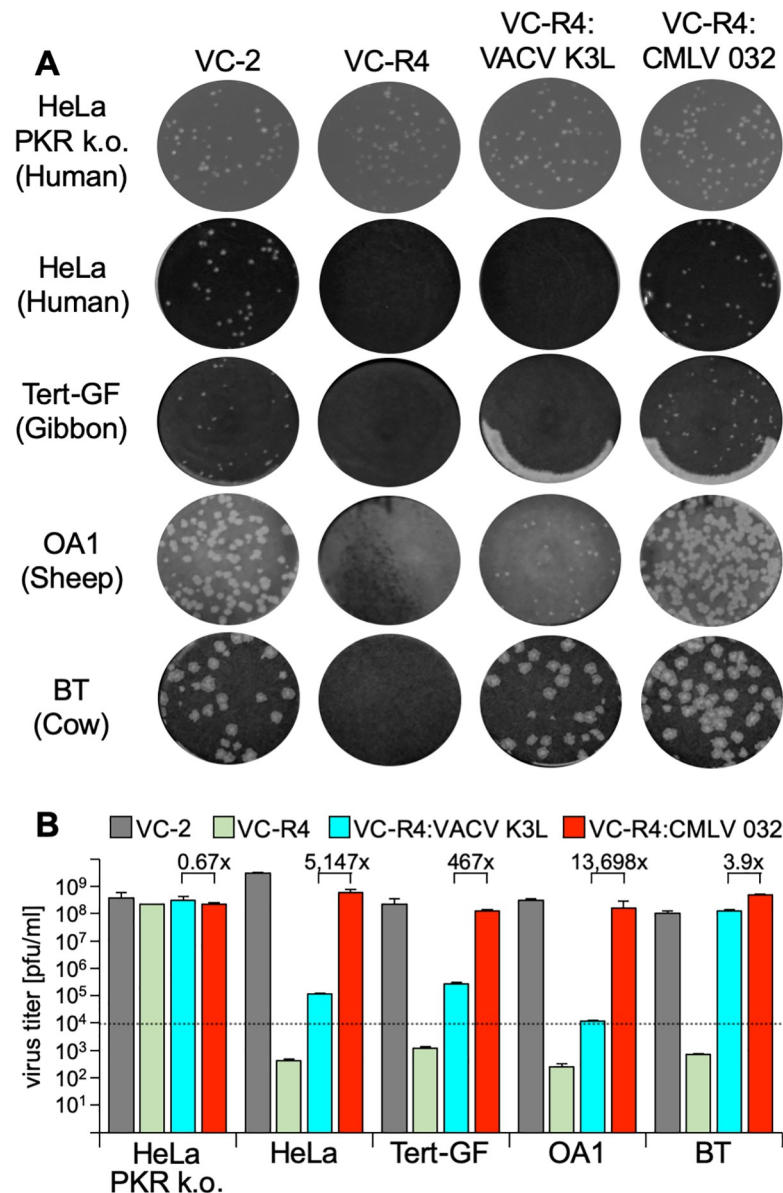 A
VC-2
VC-R4
VC-R4:
VACV K3L
VC-R4:
CMLV 032
HeLa
PKR k.o.
(Human)
HeLa
(Human)
Tert-GF
(Gibbon)
OA1
(Sheep)
BT
(Cow)
B
VC-2 VC-R4 VC-R4:VACV K3L VC-R4:CMLV 032
0.67x 5,147x 467x 13,698x 3.9x
virus titer [pfu/ml]
10⁹
10⁸
10⁷
10⁶
10⁵
10⁴
10³
10²
10¹
HeLa
PKR k.o.
HeLa
Tert-GF
OA1
BT